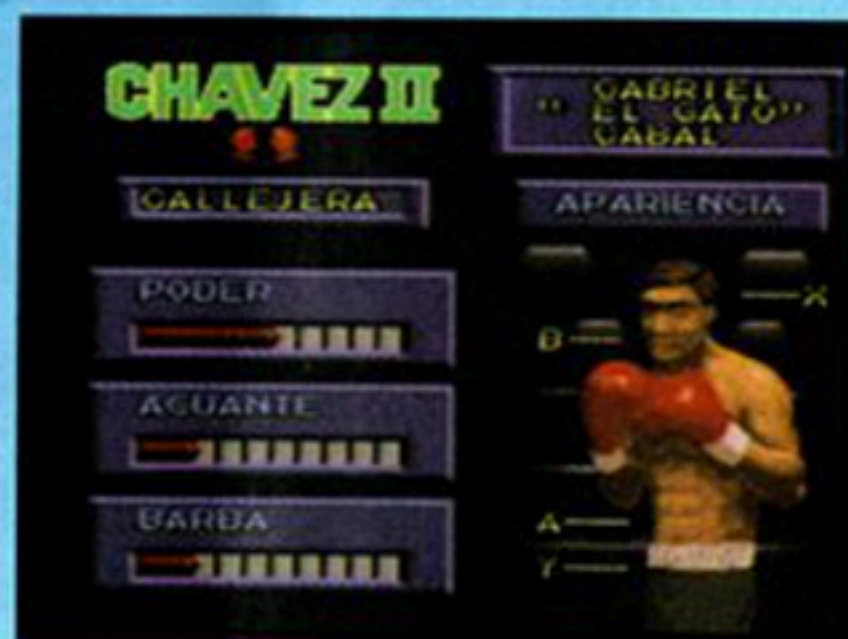 CHAVEZ II
" GABRIEL
EL GATO"
CABAL
CALLEJERA
APARIENCIA
PODER
X
B
AGUANTE
BARBA
A
Y